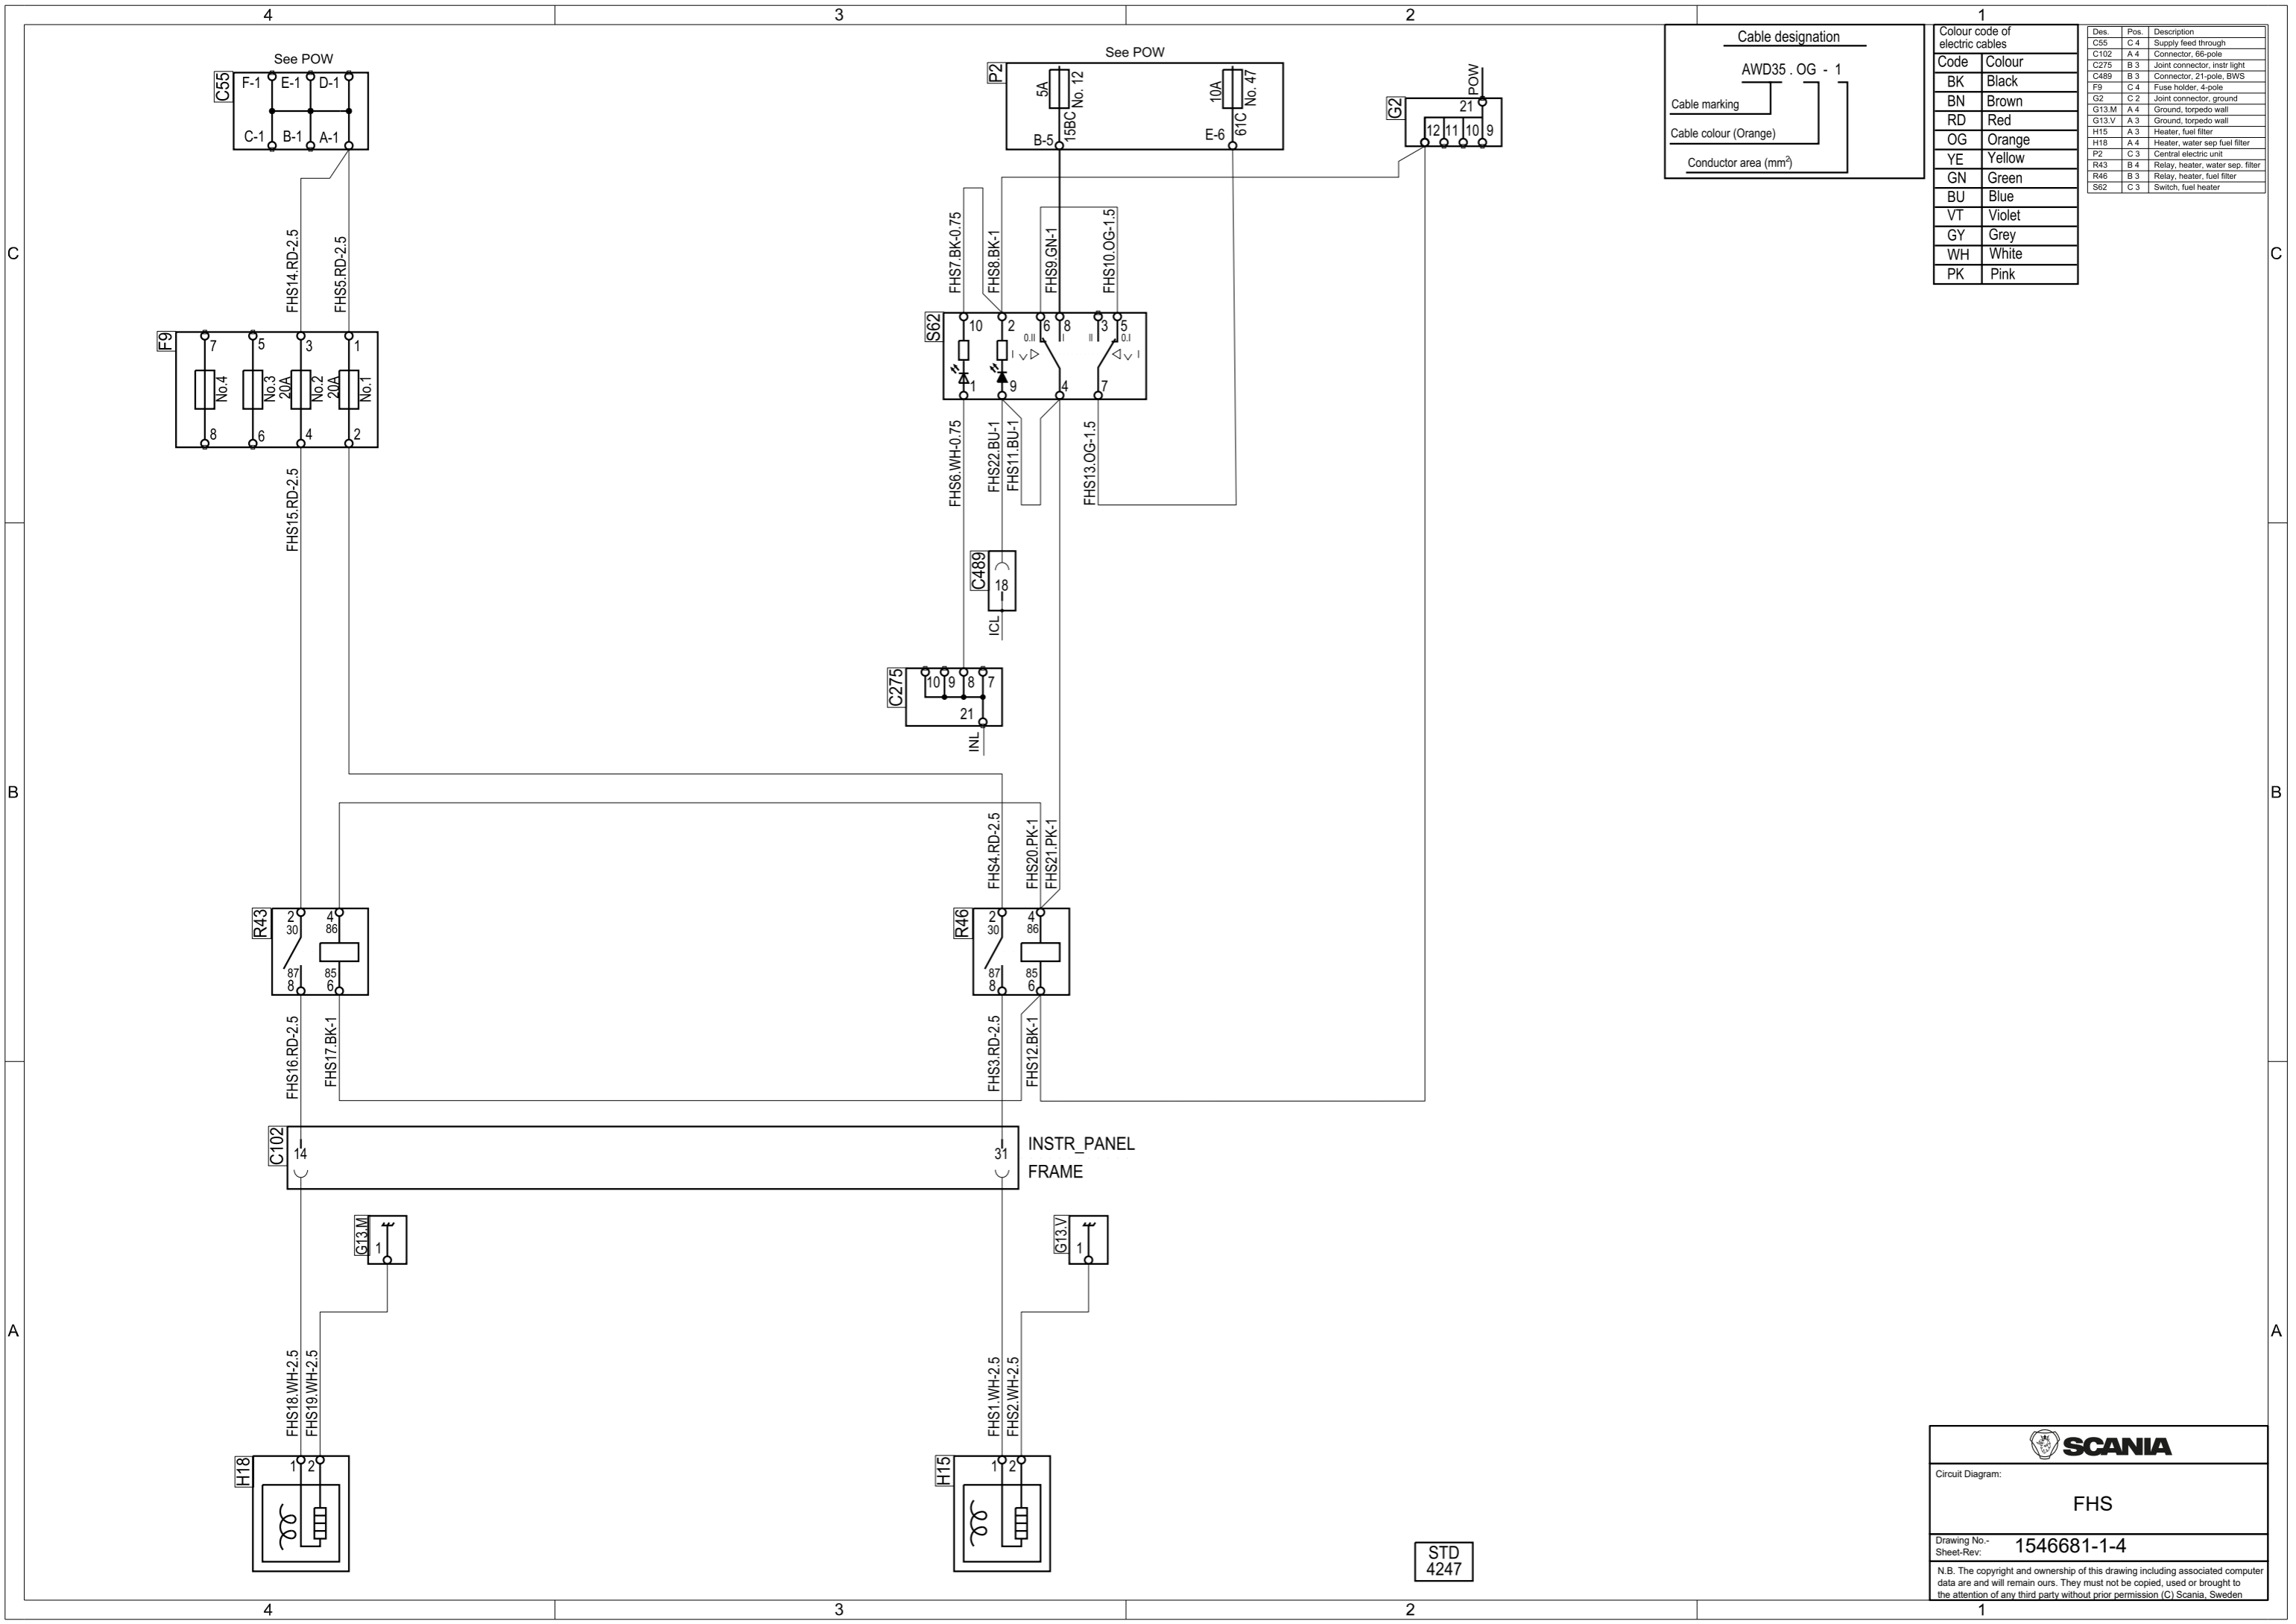 4
3
2
1
C
B
A
See POW
C55
F-1 E-1 D-1
C-1 B-1 A-1
See POW
P2
5A
No. 12
15BC
B-5
10A
No. 47
61C
E-6
G2
POW
21
12 11 10 9
Cable designation
AWD35 . OG - 1
Cable marking
Cable colour (Orange)
Conductor area (mm²)
Colour code of
electric cables
Code Colour
BK Black
BN Brown
RD Red
OG Orange
YE Yellow
GN Green
BU Blue
VT Violet
GY Grey
WH White
PK Pink
Des. Pos. Description
C55 C 4 Supply feed through
C102 A 4 Connector, 66-pole
C275 B 3 Joint connector, instr light
C489 B 3 Connector, 21-pole, BWS
F9 C 4 Fuse holder, 4-pole
G2 C 2 Joint connector, ground
G13.M A 4 Ground, torpedo wall
G13.V A 3 Ground, torpedo wall
H15 A 3 Heater, fuel filter
H18 A 4 Heater, water sep fuel filter
P2 C 3 Central electric unit
R43 B 4 Relay, heater, water sep. filter
R46 B 3 Relay, heater, fuel filter
S62 C 3 Switch, fuel heater
FHS14.RD-2.5
FHS5.RD-2.5
FHS7.BK-0.75
FHS8.BK-1
FHS9.GN-1
FHS10.OG-1.5
F9
7 5 3 1
No.4
No.3
20A
No.2
20A
No.1
8 6 4 2
S62
10 2 6 8 3 5
0.II I II 0.I
I I
1 9 4 7
FHS15.RD-2.5
FHS6.WH-0.75
FHS22.BU-1
FHS11.BU-1
FHS13.OG-1.5
C489
18
ICL
C275
10 9 8 7
21
INL
FHS4.RD-2.5
FHS20.PK-1
FHS21.PK-1
R43
2 4
30 86
87 85
8 6
R46
2 4
30 86
87 85
8 6
FHS16.RD-2.5
FHS17.BK-1
FHS3.RD-2.5
FHS12.BK-1
C102
14
31
INSTR_PANEL
FRAME
G13.M
1
G13.V
1
FHS18.WH-2.5
FHS19.WH-2.5
FHS1.WH-2.5
FHS2.WH-2.5
H18
1 2
H15
1 2
STD
4247
SCANIA
Circuit Diagram:
FHS
Drawing No.-
Sheet-Rev:
1546681-1-4
N.B. The copyright and ownership of this drawing including associated computer
data are and will remain ours. They must not be copied, used or brought to
the attention of any third party without prior permission (C) Scania, Sweden
C
B
A
4
3
2
1